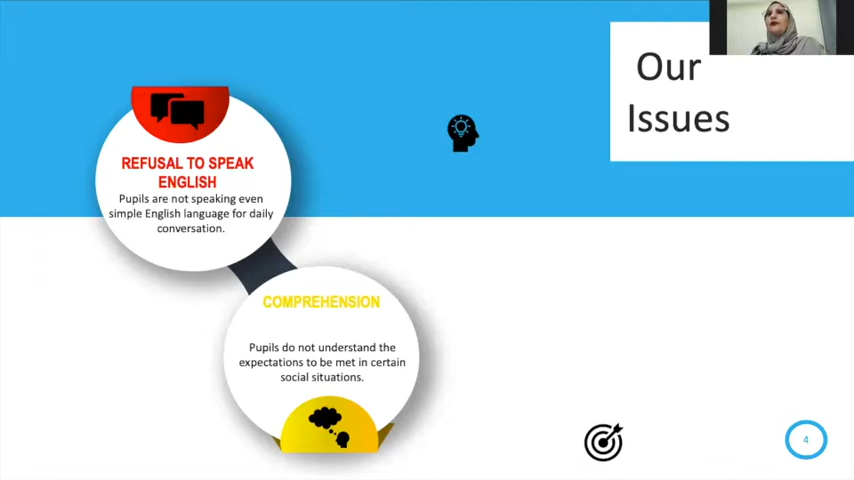 Our
Issues
REFUSAL TO SPEAK
ENGLISH
Pupils are not speaking even
simple English language for daily
conversation.
COMPREHENSION
Pupils do not understand the
expectations to be met in certain
social situations.
4